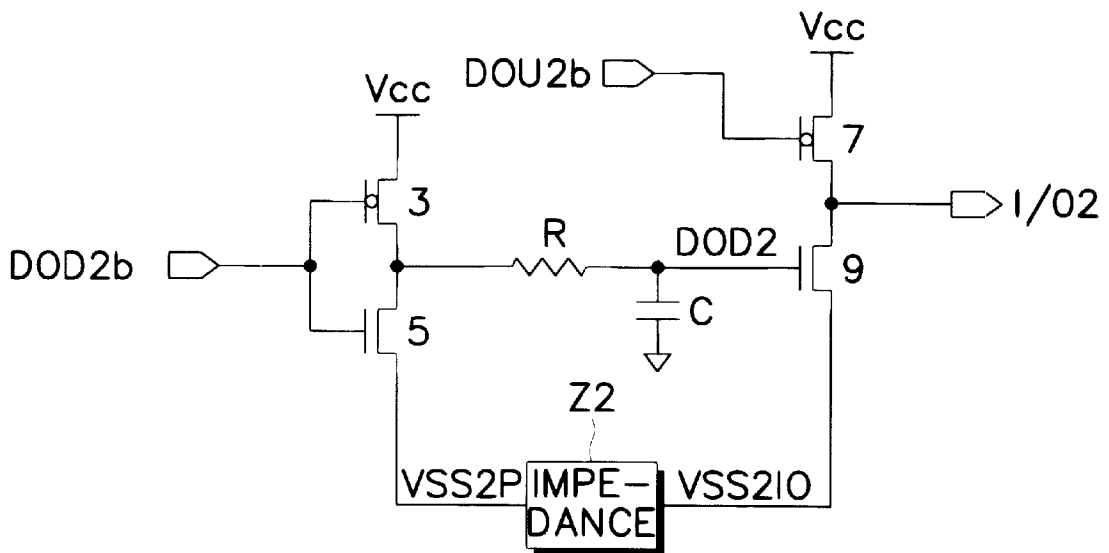 Vcc
DOU2b
Vcc
7
3
I/O2
R
DOD2
DOD2b
9
5
C
Z2
VSS2P
IMPE-
DANCE
VSS2IO